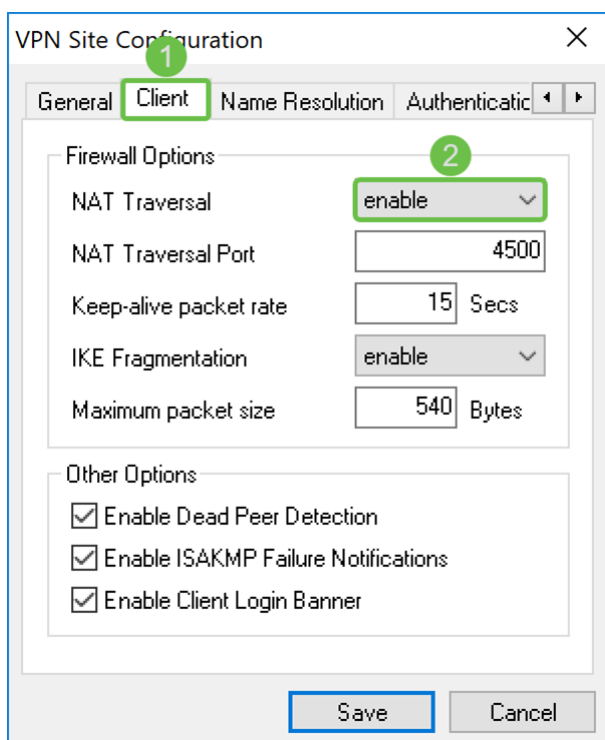 VPN Site Configuration
1
General Client Name Resolution Authenticatic
Firewall Options
2
NAT Traversal enable
NAT Traversal Port 4500
Keep-alive packet rate 15 Secs
IKE Fragmentation enable
Maximum packet size 540 Bytes
Other Options
Enable Dead Peer Detection
Enable ISAKMP Failure Notifications
Enable Client Login Banner
Save Cancel